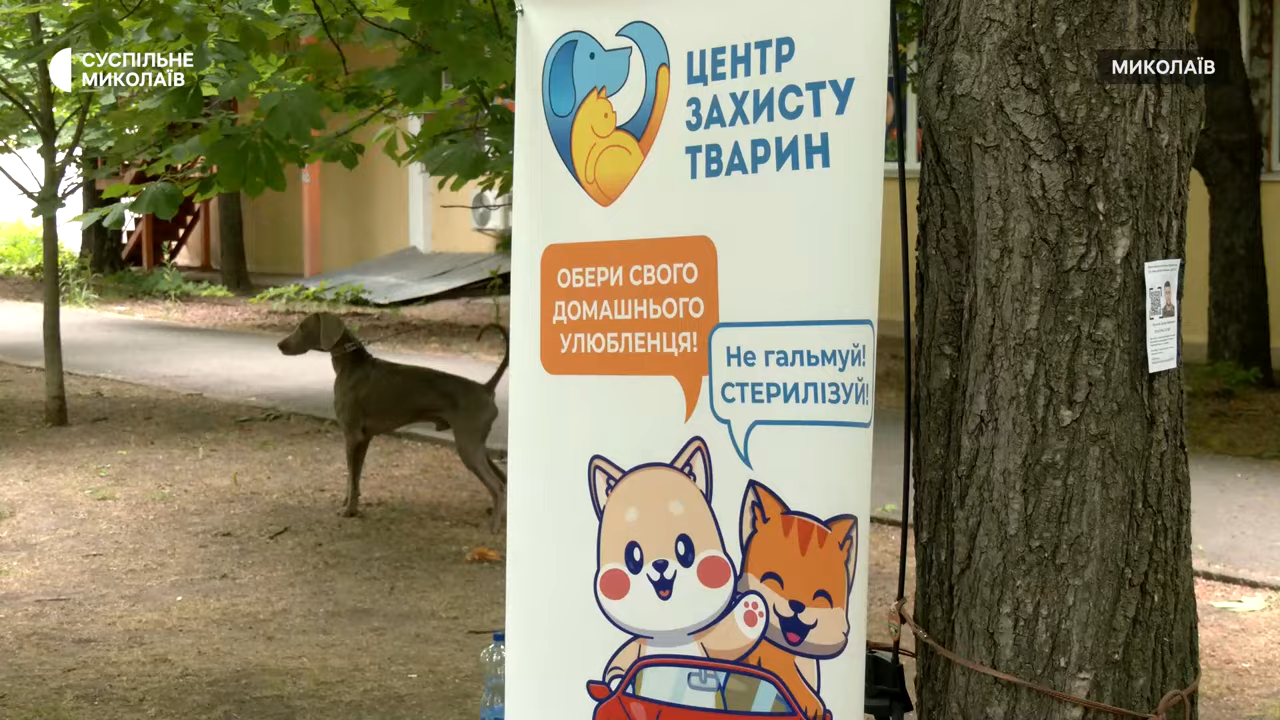 СУСПІЛЬНЕ
МИКОЛАЇВ
МИКОЛАЇВ
ЦЕНТР
ЗАХИСТУ
ТВАРИН
ОБЕРИ СВОГО
ДОМАШНЬОГО
УЛЮБЛЕНЦЯ!
Не гальмуй!
СТЕРИЛІЗУЙ!